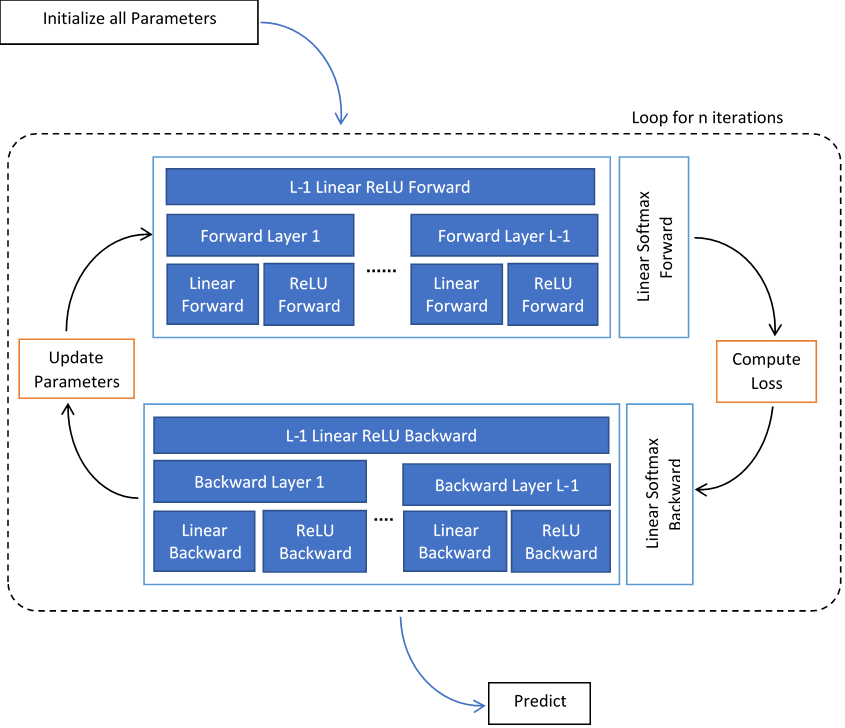 Initialize all Parameters
Loop for n iterations
L-1 Linear ReLU Forward
Forward Layer 1
Forward Layer L-1
......
Linear
Forward
ReLU
Forward
Linear
Forward
ReLU
Forward
Linear Softmax
Forward
Update
Parameters
Compute
Loss
L-1 Linear ReLU Backward
Backward Layer 1
Backward Layer L-1
....
Linear
Backward
ReLU
Backward
Linear
Backward
ReLU
Backward
Linear Softmax
Backward
Predict